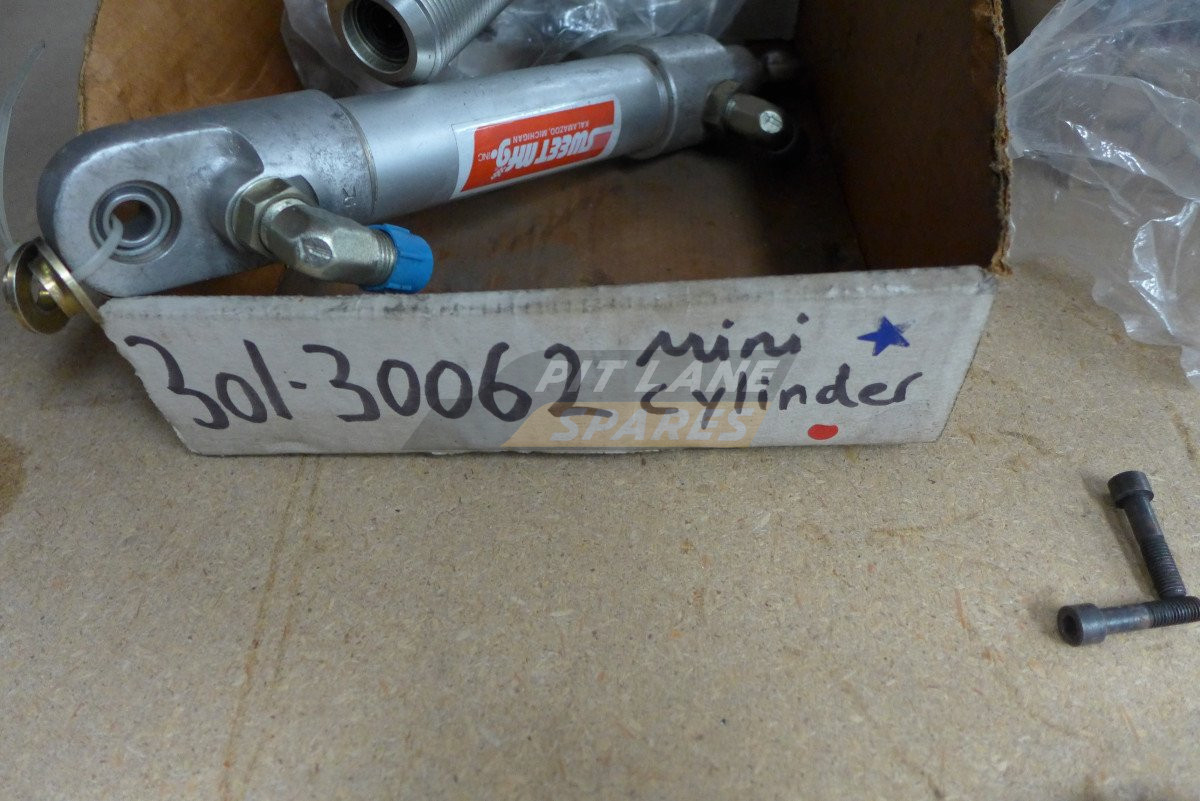 SWEET Mfg. INC
KALAMAZOO, MICHIGAN
301-30062 mini
cylinder
PIT LANE
SPARES